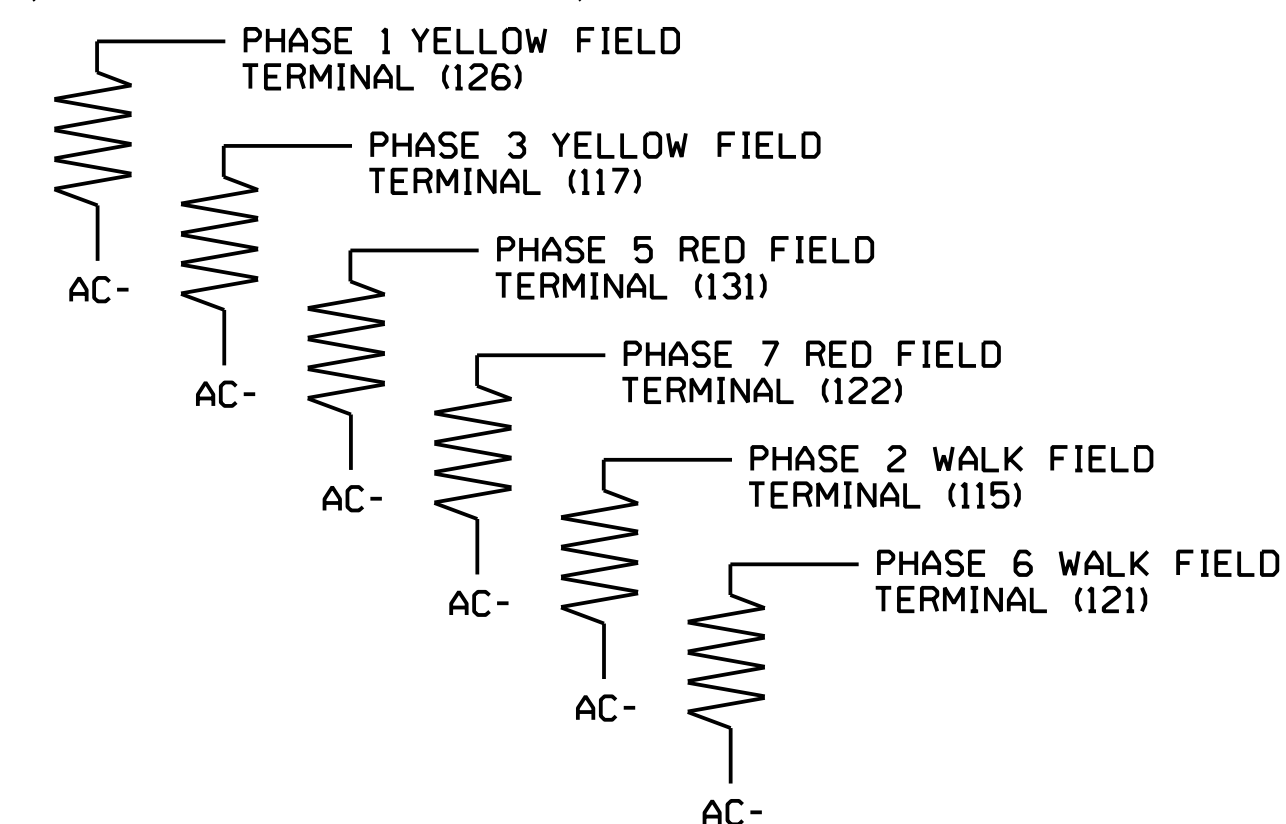 PHASE 1 YELLOW FIELD
TERMINAL (126)
AC-
PHASE 3 YELLOW FIELD
TERMINAL (117)
AC-
PHASE 5 RED FIELD
TERMINAL (131)
AC-
PHASE 7 RED FIELD
TERMINAL (122)
AC-
PHASE 2 WALK FIELD
TERMINAL (115)
AC-
PHASE 6 WALK FIELD
TERMINAL (121)
AC-